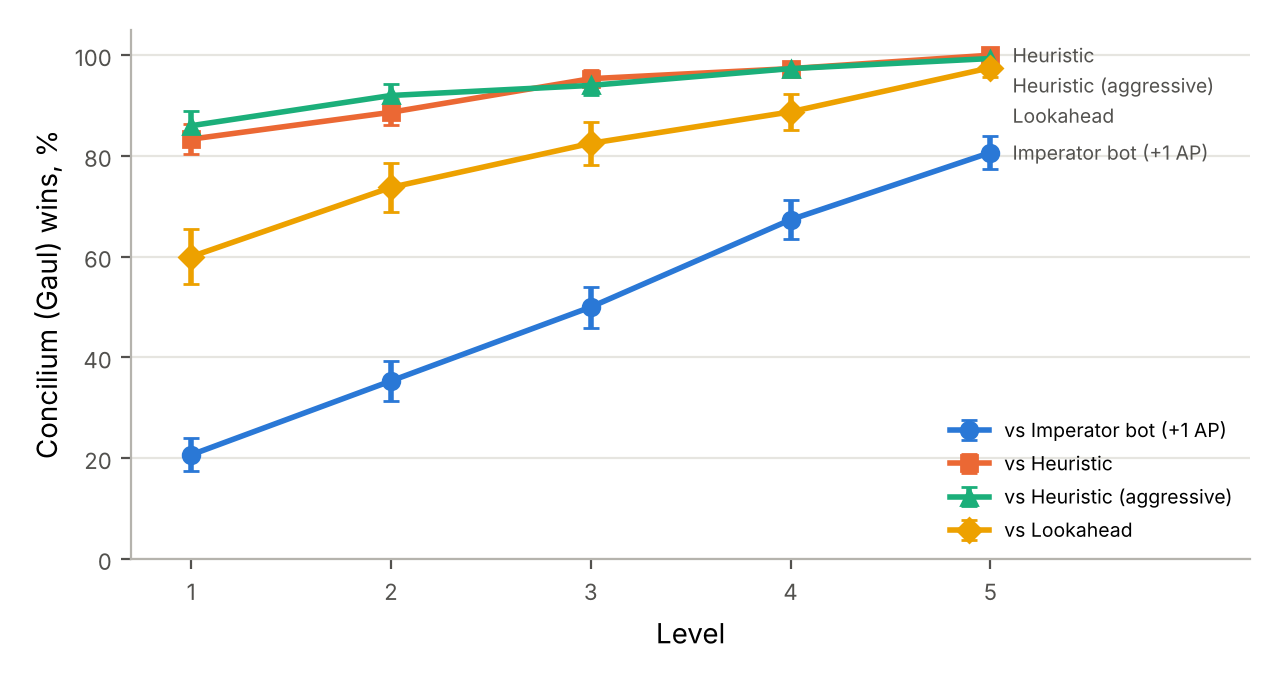 Concilium (Gaul) wins, %
100
80
60
40
20
0
Heuristic
Heuristic (aggressive)
Lookahead
Imperator bot (+1 AP)
vs Imperator bot (+1 AP)
vs Heuristic
vs Heuristic (aggressive)
vs Lookahead
1 2 3 4 5
Level